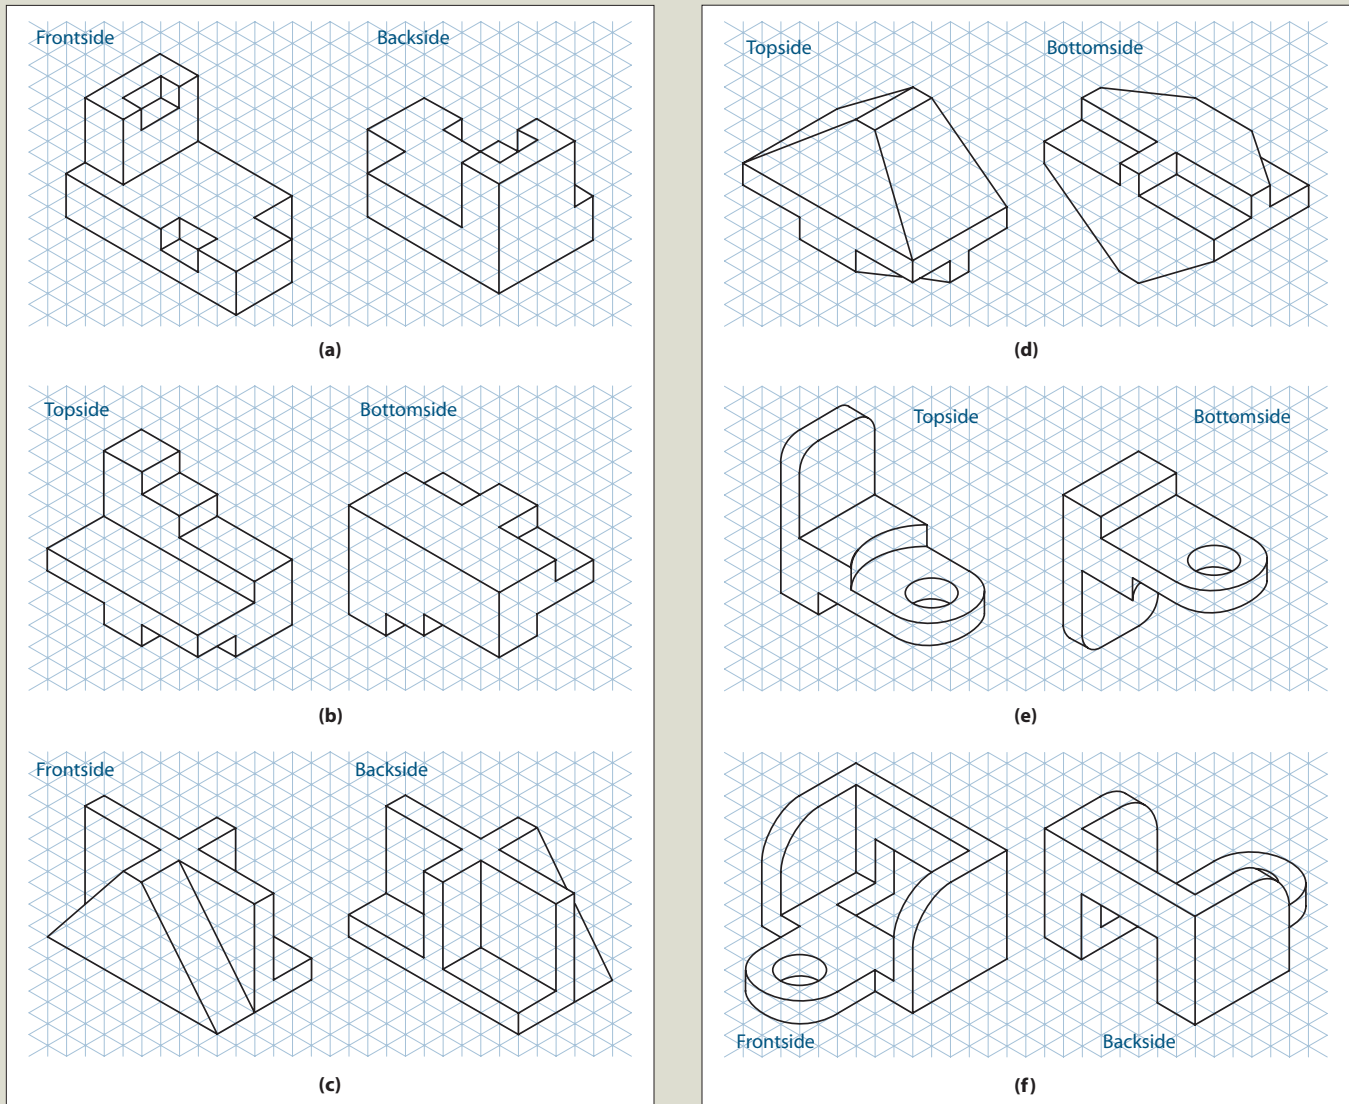 Frontside
Backside
(a)
Topside
Bottomside
(b)
Frontside
Backside
(c)
Topside
Bottomside
(d)
Topside
Bottomside
(e)
Frontside
Backside
(f)